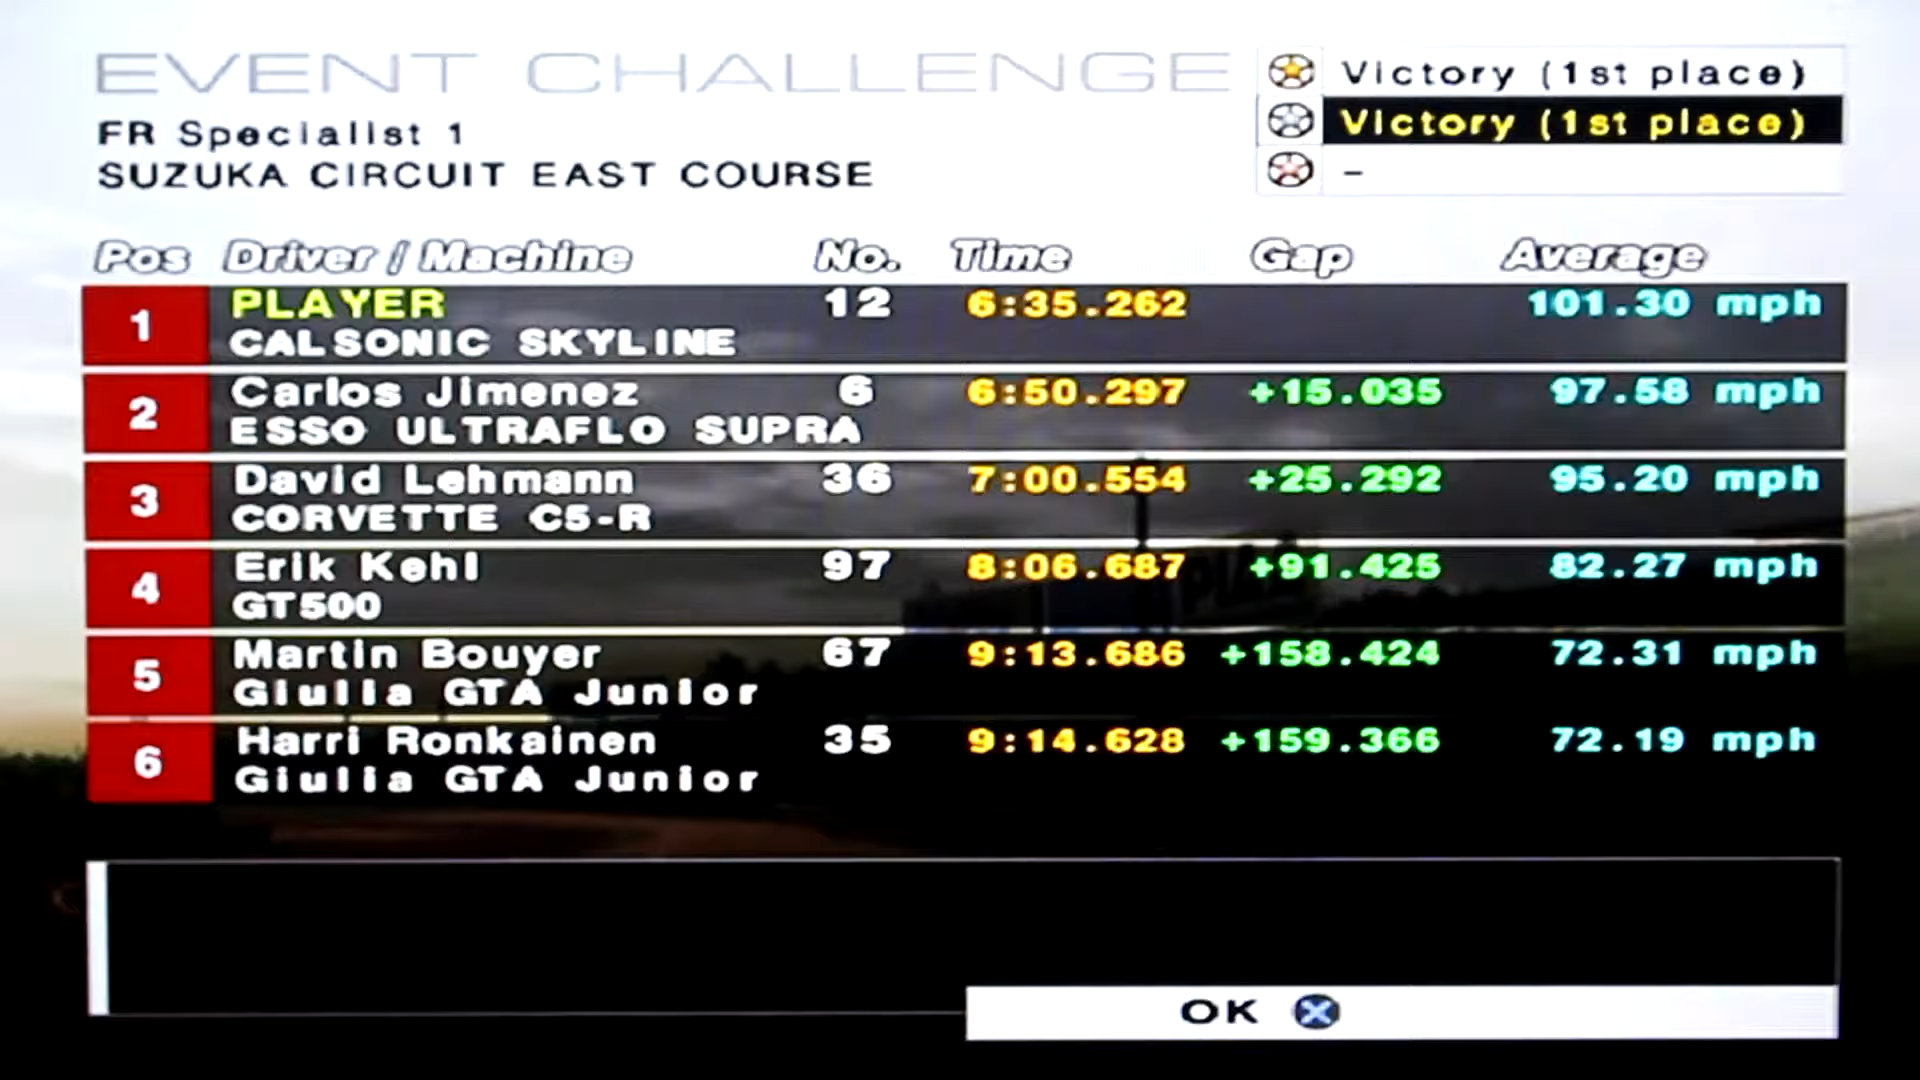 EVENT CHALLENGE
Victory (1st place)
Victory (1st place)
-
FR Specialist 1
SUZUKA CIRCUIT EAST COURSE
Pos Driver / Machine No. Time Gap Average
1 PLAYER 12 6:35.262 101.30 mph
CALSONIC SKYLINE
2 Carlos Jimenez 6 6:50.297 +15.035 97.58 mph
ESSO ULTRAFLO SUPRA
3 David Lehmann 36 7:00.554 +25.292 95.20 mph
CORVETTE C5-R
4 Erik Kehl 97 8:06.687 +91.425 82.27 mph
GT500
5 Martin Bouyer 67 9:13.686 +158.424 72.31 mph
Giulia GTA Junior
6 Harri Ronkainen 35 9:14.628 +159.366 72.19 mph
Giulia GTA Junior
OK